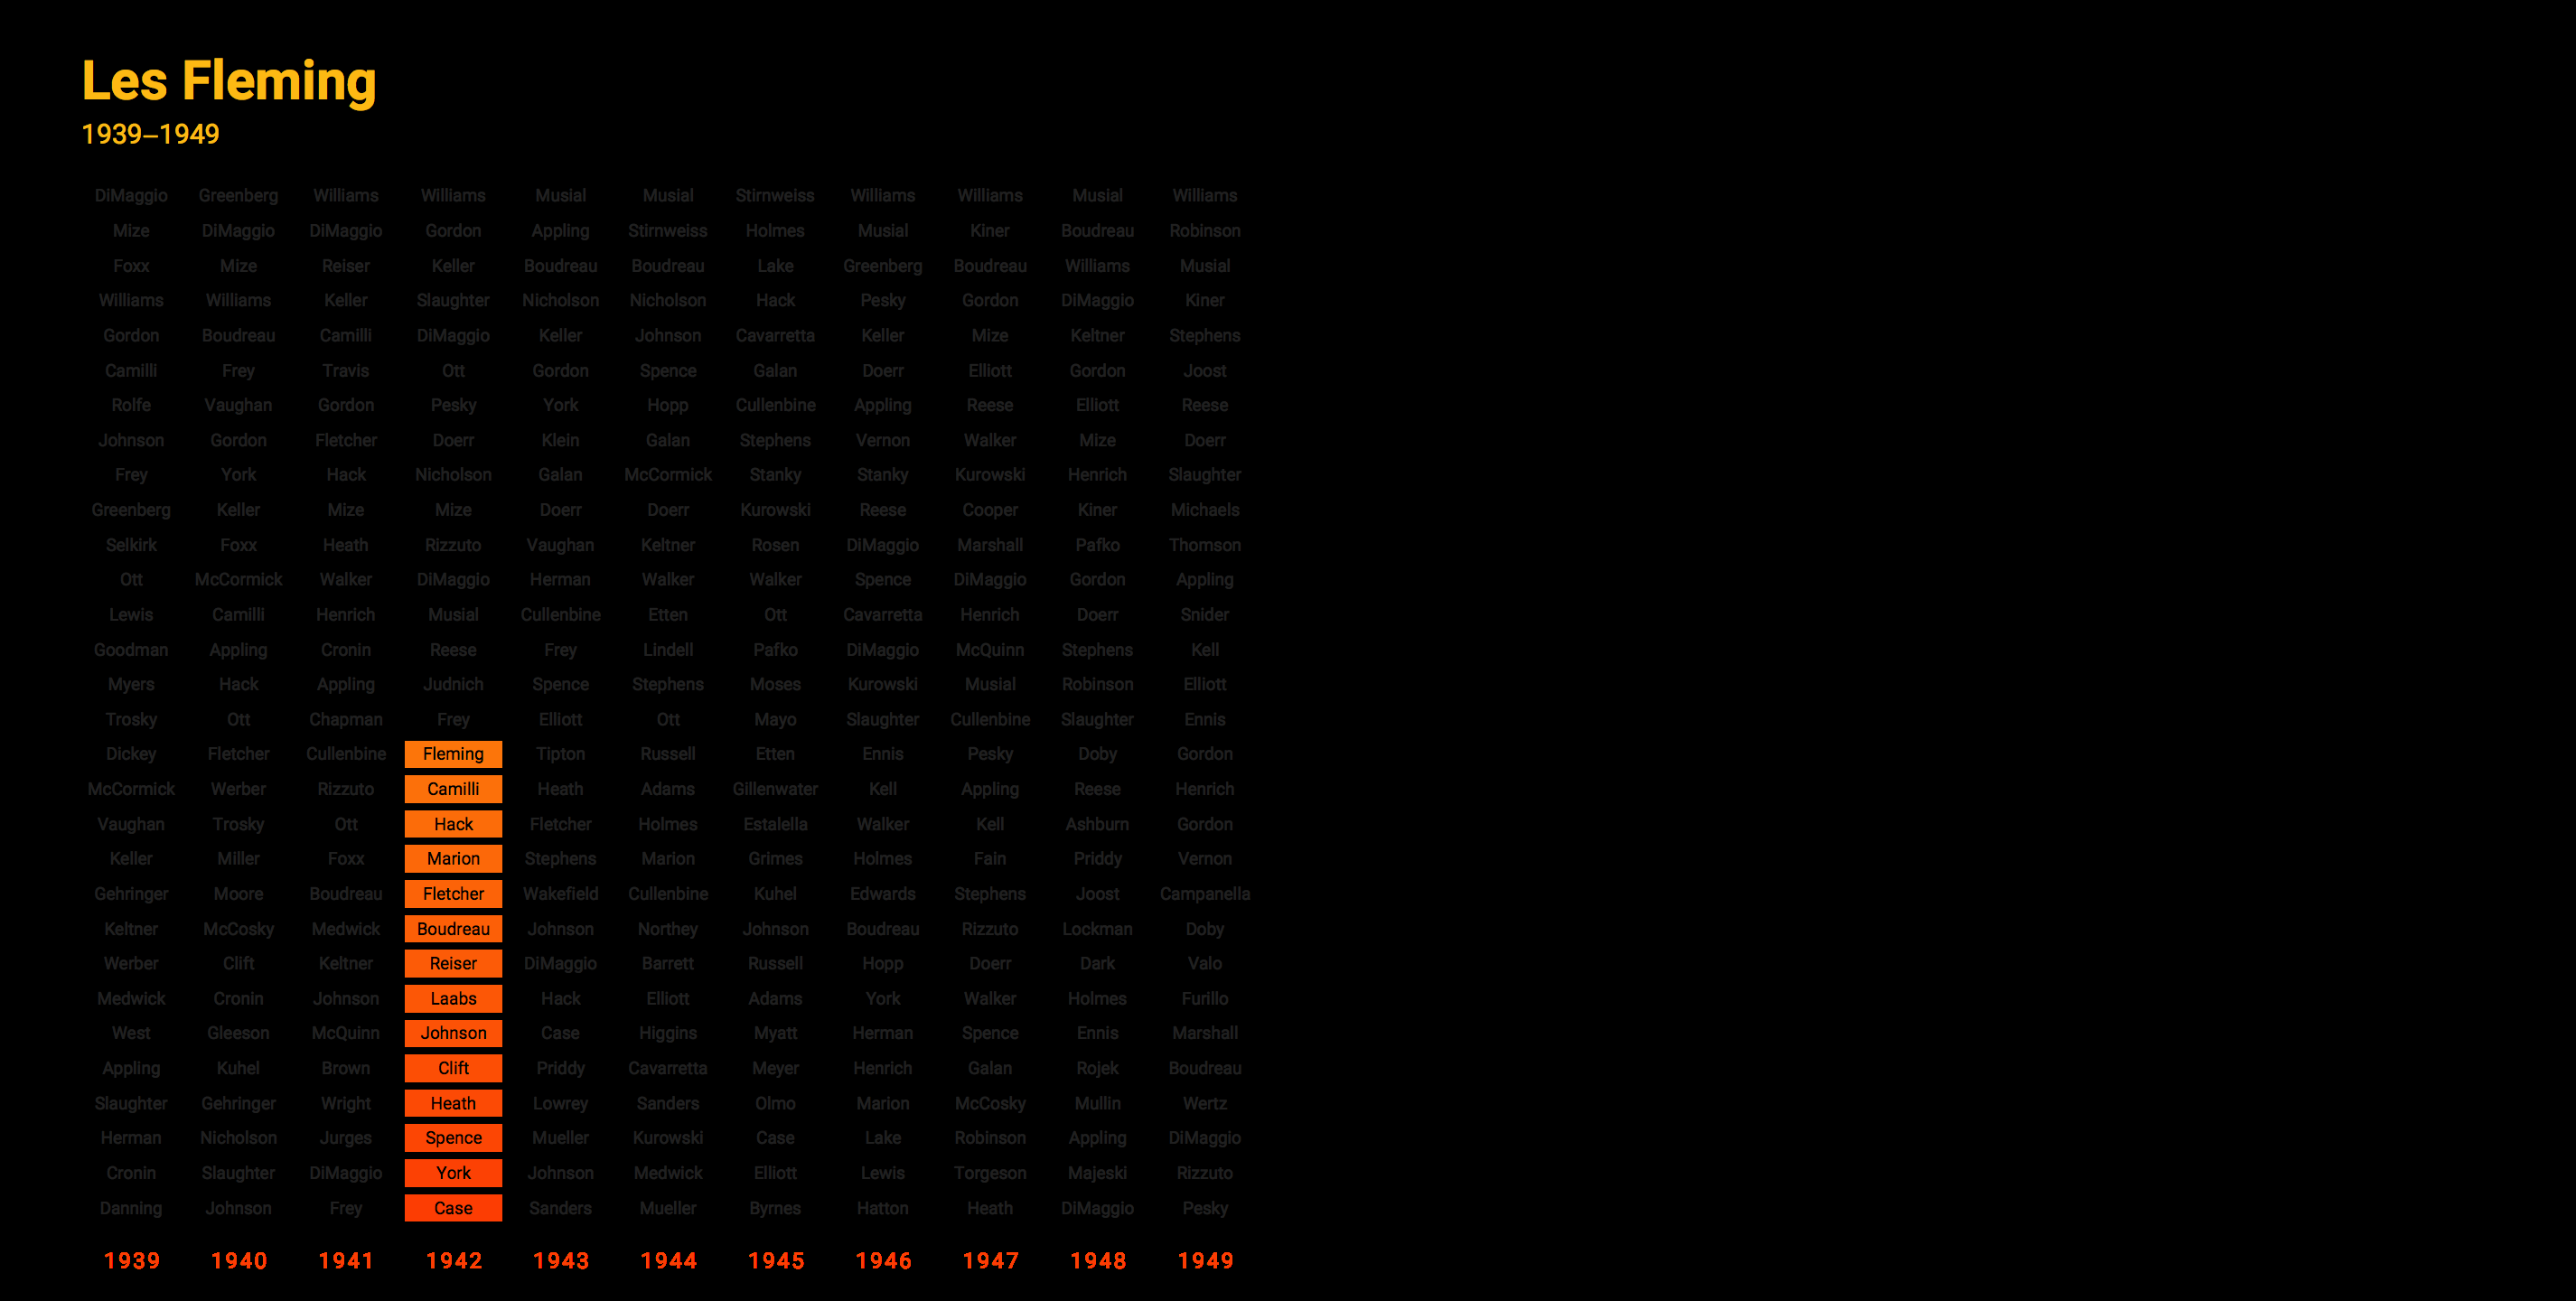 Les Fleming
1939–1949
DiMaggio Greenberg Williams Williams Musial Musial Stirnweiss Williams Williams Musial Williams
Mize DiMaggio DiMaggio Gordon Appling Stirnweiss Holmes Musial Kiner Boudreau Robinson
Foxx Mize Reiser Keller Boudreau Boudreau Lake Greenberg Boudreau Williams Musial
Williams Williams Keller Slaughter Nicholson Nicholson Hack Pesky Gordon DiMaggio Kiner
Gordon Boudreau Camilli DiMaggio Keller Johnson Cavarretta Keller Mize Keltner Stephens
Camilli Frey Travis Ott Gordon Spence Galan Doerr Elliott Gordon Joost
Rolfe Vaughan Gordon Pesky York Hopp Cullenbine Appling Reese Elliott Reese
Johnson Gordon Fletcher Doerr Klein Galan Stephens Vernon Walker Mize Doerr
Frey York Hack Nicholson Galan McCormick Stanky Stanky Kurowski Henrich Slaughter
Greenberg Keller Mize Mize Doerr Doerr Kurowski Reese Cooper Kiner Michaels
Selkirk Foxx Heath Rizzuto Vaughan Keltner Rosen DiMaggio Marshall Pafko Thomson
Ott McCormick Walker DiMaggio Herman Walker Walker Spence DiMaggio Gordon Appling
Lewis Camilli Henrich Musial Cullenbine Etten Ott Cavarretta Henrich Doerr Snider
Goodman Appling Cronin Reese Frey Lindell Pafko DiMaggio McQuinn Stephens Kell
Myers Hack Appling Judnich Spence Stephens Moses Kurowski Musial Robinson Elliott
Trosky Ott Chapman Frey Elliott Ott Mayo Slaughter Cullenbine Slaughter Ennis
Dickey Fletcher Cullenbine Fleming Tipton Russell Etten Ennis Pesky Doby Gordon
McCormick Werber Rizzuto Camilli Heath Adams Gillenwater Kell Appling Reese Henrich
Vaughan Trosky Ott Hack Fletcher Holmes Estalella Walker Kell Ashburn Gordon
Keller Miller Foxx Marion Stephens Marion Grimes Holmes Fain Priddy Vernon
Gehringer Moore Boudreau Fletcher Wakefield Cullenbine Kuhel Edwards Stephens Joost Campanella
Keltner McCosky Medwick Boudreau Johnson Northey Johnson Boudreau Rizzuto Lockman Doby
Werber Clift Keltner Reiser DiMaggio Barrett Russell Hopp Doerr Dark Valo
Medwick Cronin Johnson Laabs Hack Elliott Adams York Walker Holmes Furillo
West Gleeson McQuinn Johnson Case Higgins Myatt Herman Spence Ennis Marshall
Appling Kuhel Brown Clift Priddy Cavarretta Meyer Henrich Galan Rojek Boudreau
Slaughter Gehringer Wright Heath Lowrey Sanders Olmo Marion McCosky Mullin Wertz
Herman Nicholson Jurges Spence Mueller Kurowski Case Lake Robinson Appling DiMaggio
Cronin Slaughter DiMaggio York Johnson Medwick Elliott Lewis Torgeson Majeski Rizzuto
Danning Johnson Frey Case Sanders Mueller Byrnes Hatton Heath DiMaggio Pesky
1939 1940 1941 1942 1943 1944 1945 1946 1947 1948 1949